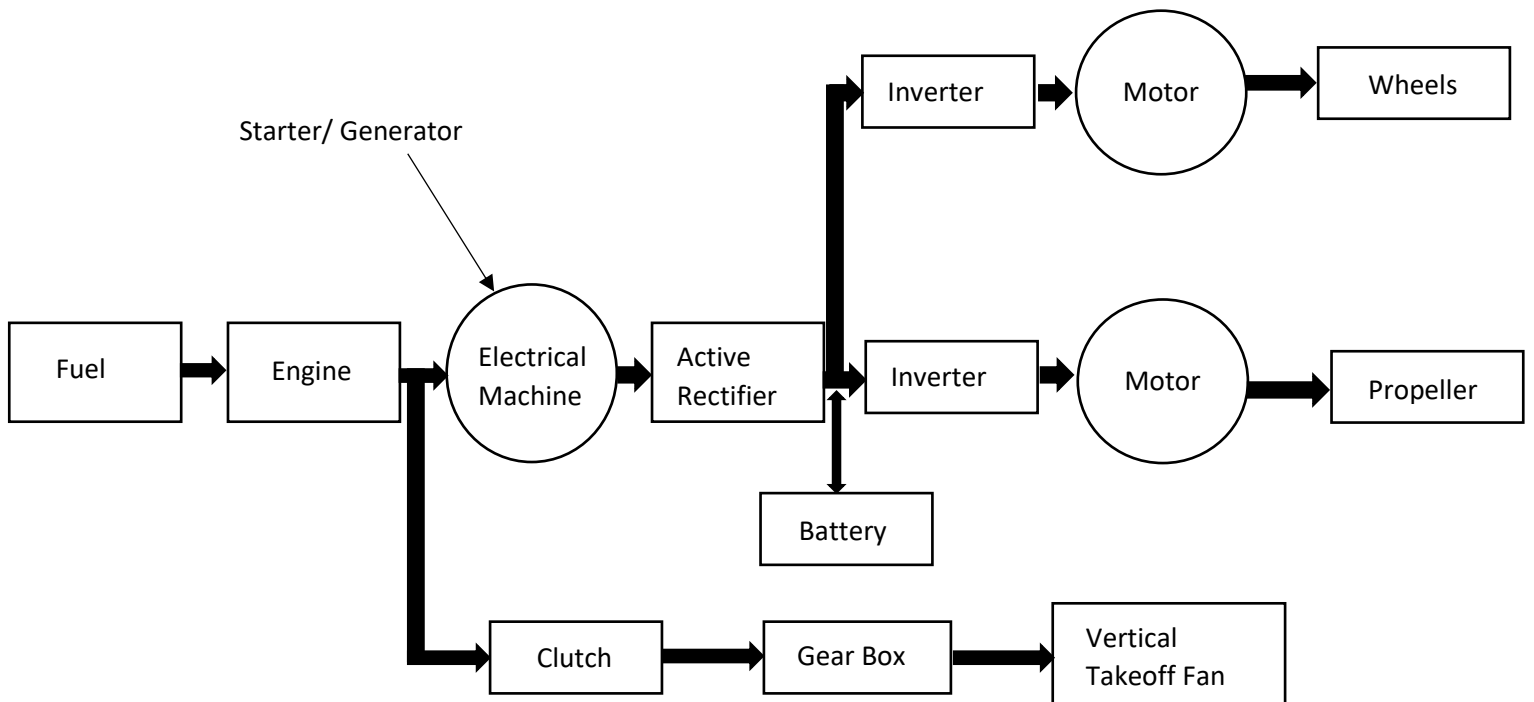 Inverter
Motor
Wheels
Starter/ Generator
Fuel
Engine
Electrical
Machine
Active
Rectifier
Inverter
Motor
Propeller
Battery
Clutch
Gear Box
Vertical
Takeoff Fan